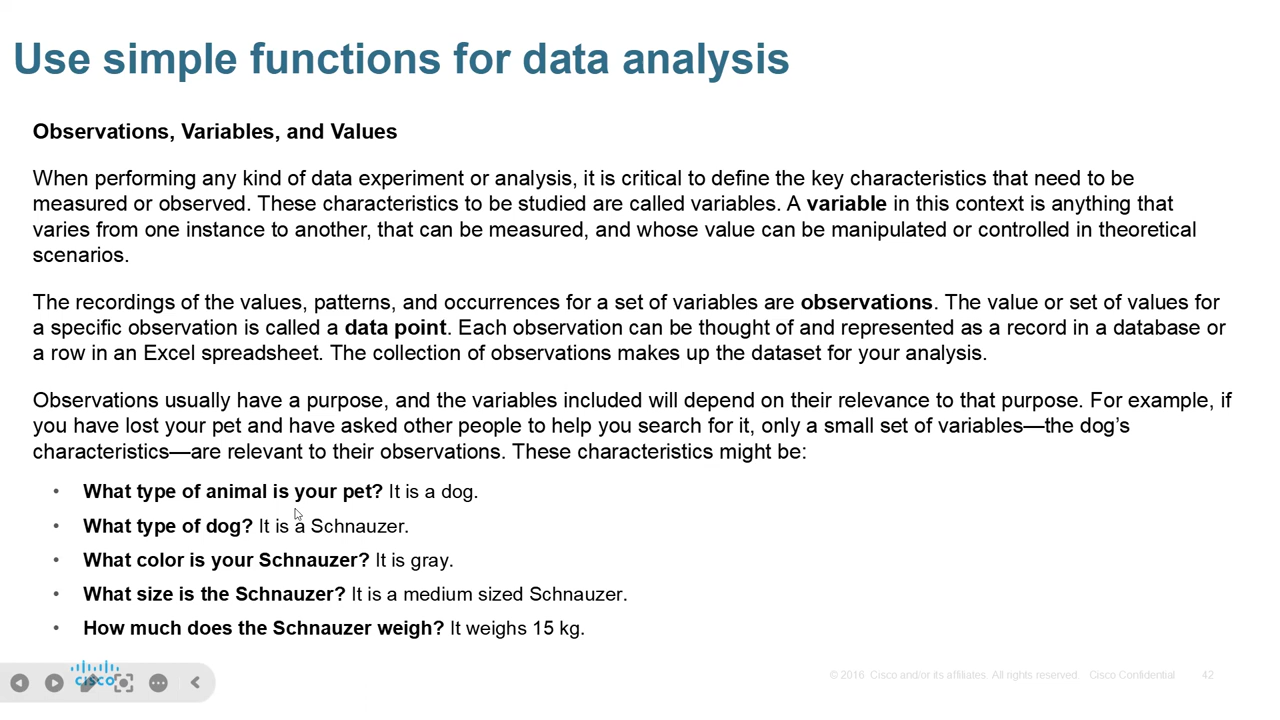 Use simple functions for data analysis
Observations, Variables, and Values
When performing any kind of data experiment or analysis, it is critical to define the key characteristics that need to be
measured or observed. These characteristics to be studied are called variables. A variable in this context is anything that
varies from one instance to another, that can be measured, and whose value can be manipulated or controlled in theoretical
scenarios.
The recordings of the values, patterns, and occurrences for a set of variables are observations. The value or set of values for
a specific observation is called a data point. Each observation can be thought of and represented as a record in a database or
a row in an Excel spreadsheet. The collection of observations makes up the dataset for your analysis.
Observations usually have a purpose, and the variables included will depend on their relevance to that purpose. For example, if
you have lost your pet and have asked other people to help you search for it, only a small set of variables—the dog's
characteristics—are relevant to their observations. These characteristics might be:
• What type of animal is your pet? It is a dog.
• What type of dog? It is a Schnauzer.
• What color is your Schnauzer? It is gray.
• What size is the Schnauzer? It is a medium sized Schnauzer.
• How much does the Schnauzer weigh? It weighs 15 kg.
CISCO
© 2016 Cisco and/or its affiliates. All rights reserved. Cisco Confidential 42